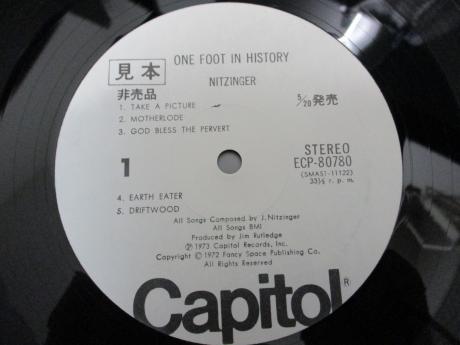 見本
ONE FOOT IN HISTORY
NITZINGER
非売品
5/20 発売
1. TAKE A PICTURE
2. MOTHERLODE
3. GOD BLESS THE PERVERT
1
STEREO
ECP-80780
(SMAS1-11122)
33⅓ r. p. m.
4. EARTH EATER
5. DRIFTWOOD
All Songs Composed by J. Nitzinger
All Songs BMI
Produced by Jim Rutledge
Ⓟ 1973 Capitol Records, Inc.
Copyright © 1972 Fancy Space Publishing Co.
All Rights Reserved
Capitol®